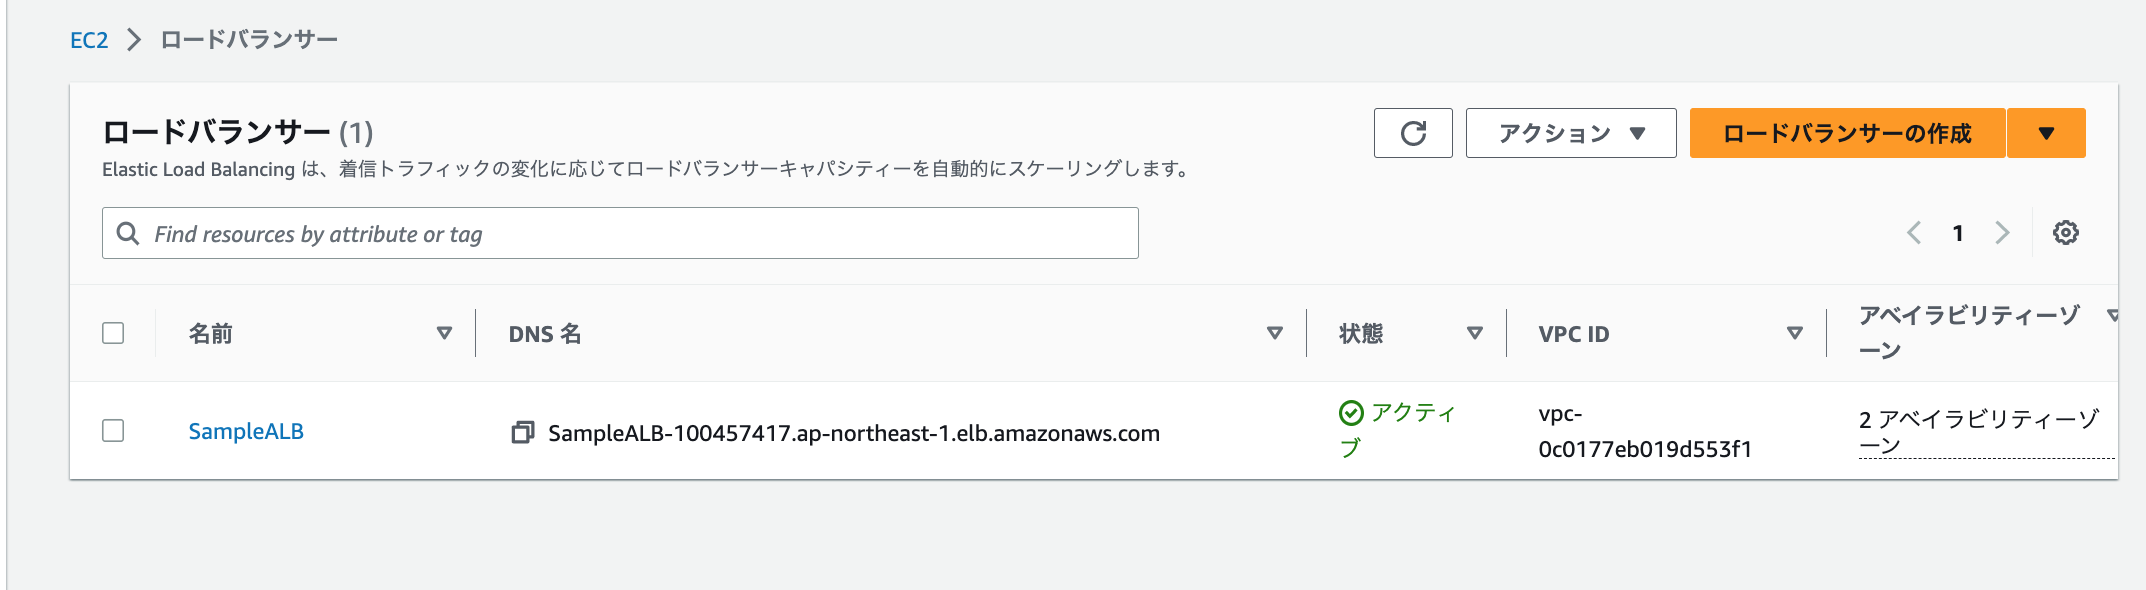 EC2 > ロードバランサー
ロードバランサー (1)
アクション ▼
ロードバランサーの作成 ▼
Elastic Load Balancing は、着信トラフィックの変化に応じてロードバランサーキャパシティーを自動的にスケーリングします。
Find resources by attribute or tag
1
名前
DNS 名
状態
VPC ID
アベイラビリティーゾ
ーン
SampleALB
SampleALB-100457417.ap-northeast-1.elb.amazonaws.com
アクティ
ブ
vpc-
0c0177eb019d553f1
2 アベイラビリティーゾ
ーン